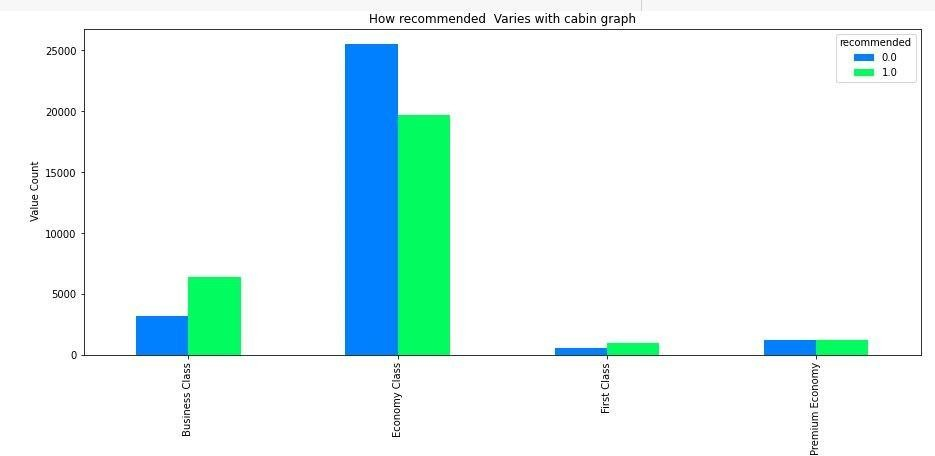 How recommended  Varies with cabin graph
recommended
0.0
1.0
25000
20000
15000
10000
5000
0
Value Count
Business Class
Economy Class
First Class
Premium Economy